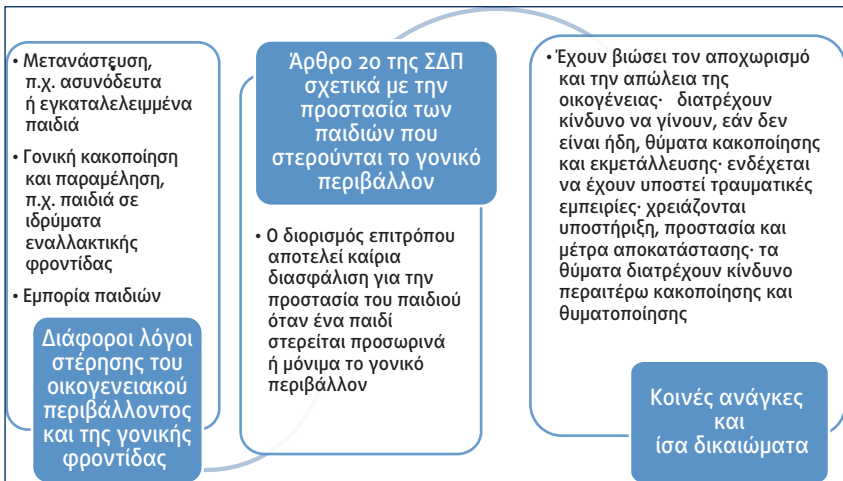 • Μετανάστευση,
π.χ. ασυνόδευτα
ή εγκαταλελειμμένα
παιδιά
• Γονική κακοποίηση
και παραμέληση,
π.χ. παιδιά σε
ιδρύματα
εναλλακτικής
φροντίδας
• Εμπορία παιδιών
Διάφοροι λόγοι
στέρησης του
οικογενειακού
περιβάλλοντος
και της γονικής
φροντίδας
Άρθρο 20 της ΣΔΠ
σχετικά με την
προστασία των
παιδιών που
στερούνται το γονικό
περιβάλλον
• Ο διορισμός επιτρόπου
αποτελεί καίρια
διασφάλιση για την
προστασία του παιδιού
όταν ένα παιδί
στερείται προσωρινά
ή μόνιμα το γονικό
περιβάλλον
• Έχουν βιώσει τον αποχωρισμό
και την απώλεια της
οικογένειας· διατρέχουν
κίνδυνο να γίνουν, εάν δεν
είναι ήδη, θύματα κακοποίησης
και εκμετάλλευσης· ενδέχεται
να έχουν υποστεί τραυματικές
εμπειρίες· χρειάζονται
υποστήριξη, προστασία και
μέτρα αποκατάστασης· τα
θύματα διατρέχουν κίνδυνο
περαιτέρω κακοποίησης και
θυματοποίησης
Κοινές ανάγκες
και
ίσα δικαιώματα